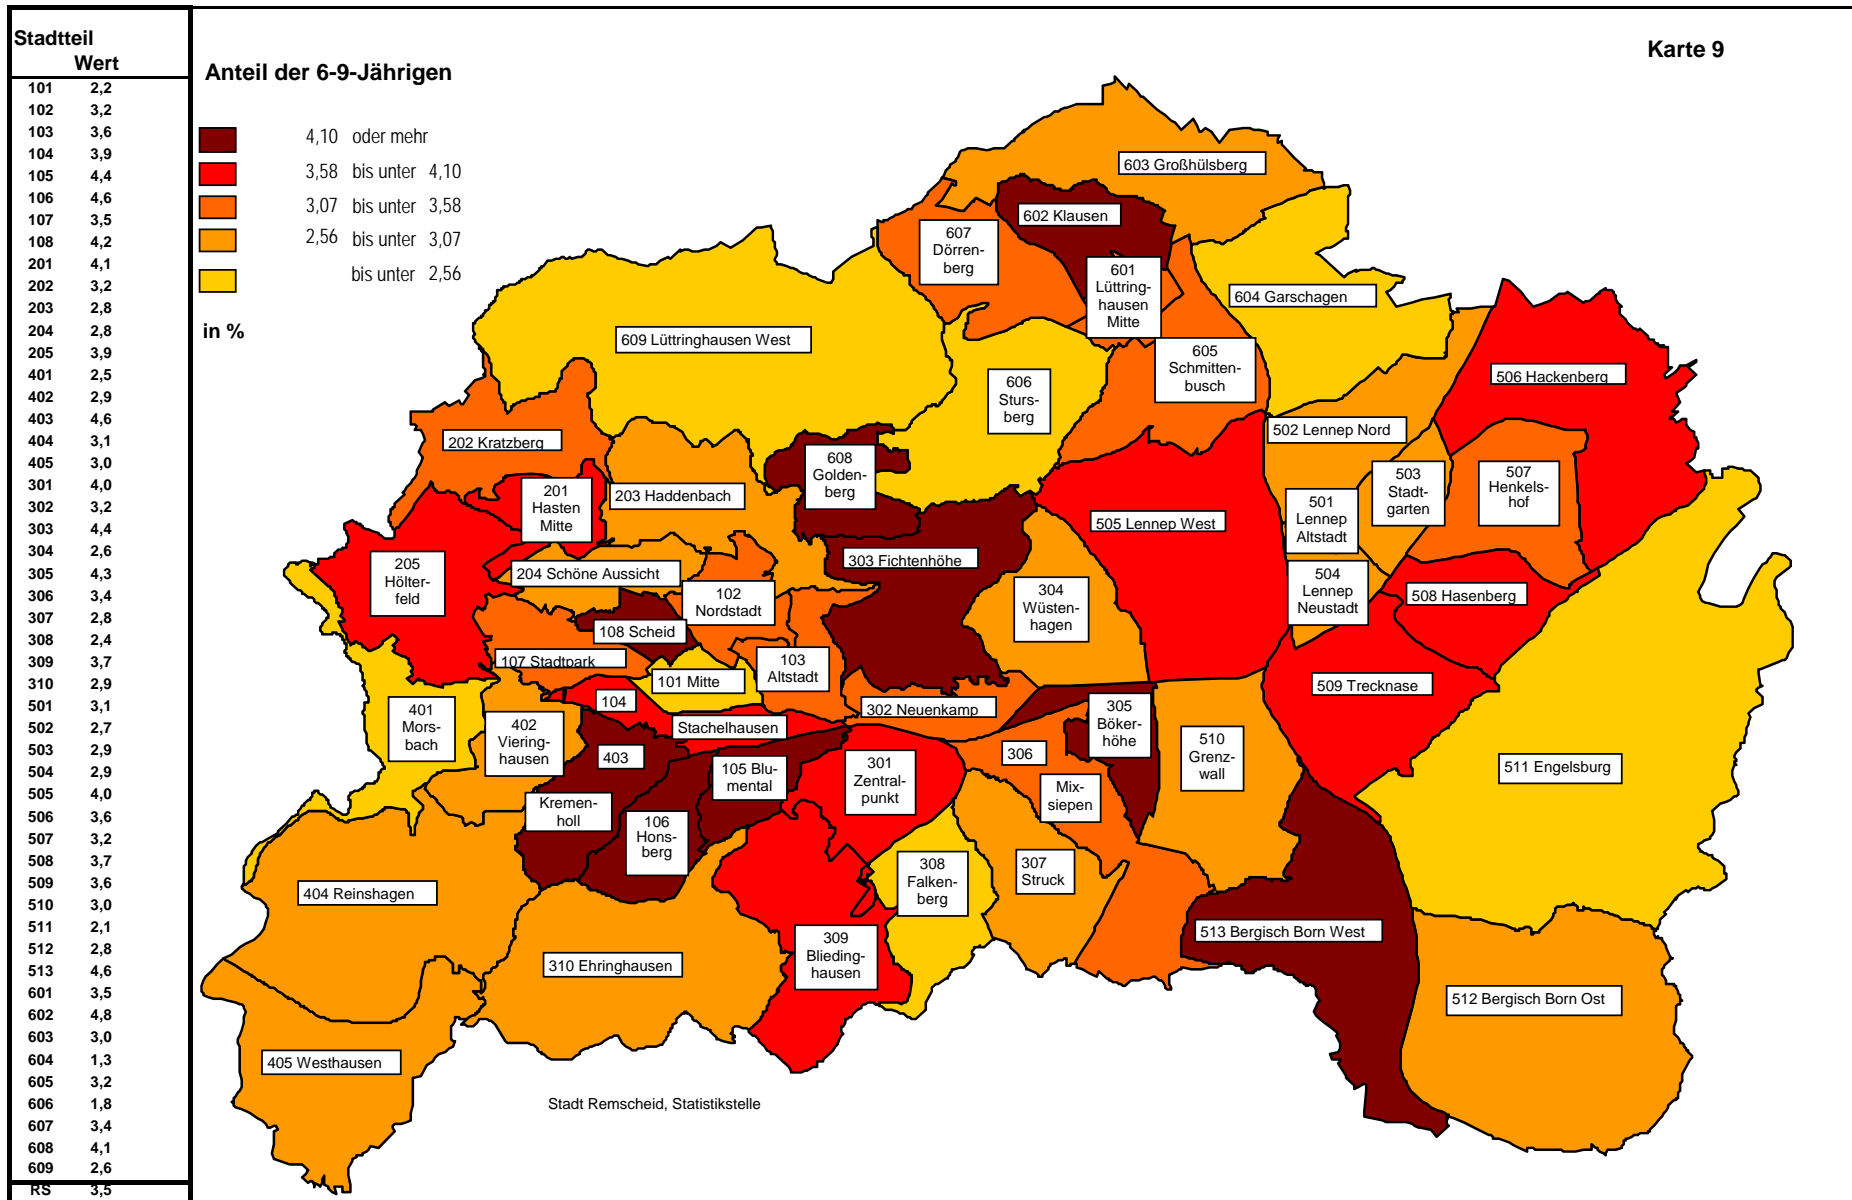 Stadtteil
Wert
101 2,2
102 3,2
103 3,6
104 3,9
105 4,4
106 4,6
107 3,5
108 4,2
201 4,1
202 3,2
203 2,8
204 2,8
205 3,9
401 2,5
402 2,9
403 4,6
404 3,1
405 3,0
301 4,0
302 3,2
303 4,4
304 2,6
305 4,3
306 3,4
307 2,8
308 2,4
309 3,7
310 2,9
501 3,1
502 2,7
503 2,9
504 2,9
505 4,0
506 3,6
507 3,2
508 3,7
509 3,6
510 3,0
511 2,1
512 2,8
513 4,6
601 3,5
602 4,8
603 3,0
604 1,3
605 3,2
606 1,8
607 3,4
608 4,1
609 2,6
RS 3,5
Karte 9
Anteil der 6-9-Jährigen
4,10 oder mehr
3,58 bis unter 4,10
3,07 bis unter 3,58
2,56 bis unter 3,07
bis unter 2,56
in %
603 Großhülsberg
602 Klausen
607
Dörren-
berg
601
Lüttring-
hausen
Mitte
604 Garschagen
609 Lüttringhausen West
605
Schmitten-
busch
606
Sturs-
berg
506 Hackenberg
502 Lennep Nord
202 Kratzberg
608
Golden-
berg
503
Stadt-
garten
507
Henkels-
hof
201
Hasten
Mitte
203 Haddenbach
501
Lennep
Altstadt
505 Lennep West
205
Hölter-
feld
204 Schöne Aussicht
303 Fichtenhöhe
102
Nordstadt
304
Wüsten-
hagen
504
Lennep
Neustadt
508 Hasenberg
108 Scheid
107 Stadtpark
101 Mitte
103
Altstadt
509 Trecknase
401
Mors-
bach
104
Stachelhausen
302 Neuenkamp
305
Böker-
höhe
402
Viering-
hausen
403
Kremen-
holl
105 Blu-
mental
301
Zentral-
punkt
306
Mix-
siepen
510
Grenz-
wall
511 Engelsburg
106
Hons-
berg
308
Falken-
berg
307
Struck
404 Reinshagen
309
Blieding-
hausen
513 Bergisch Born West
310 Ehringhausen
512 Bergisch Born Ost
405 Westhausen
Stadt Remscheid, Statistikstelle